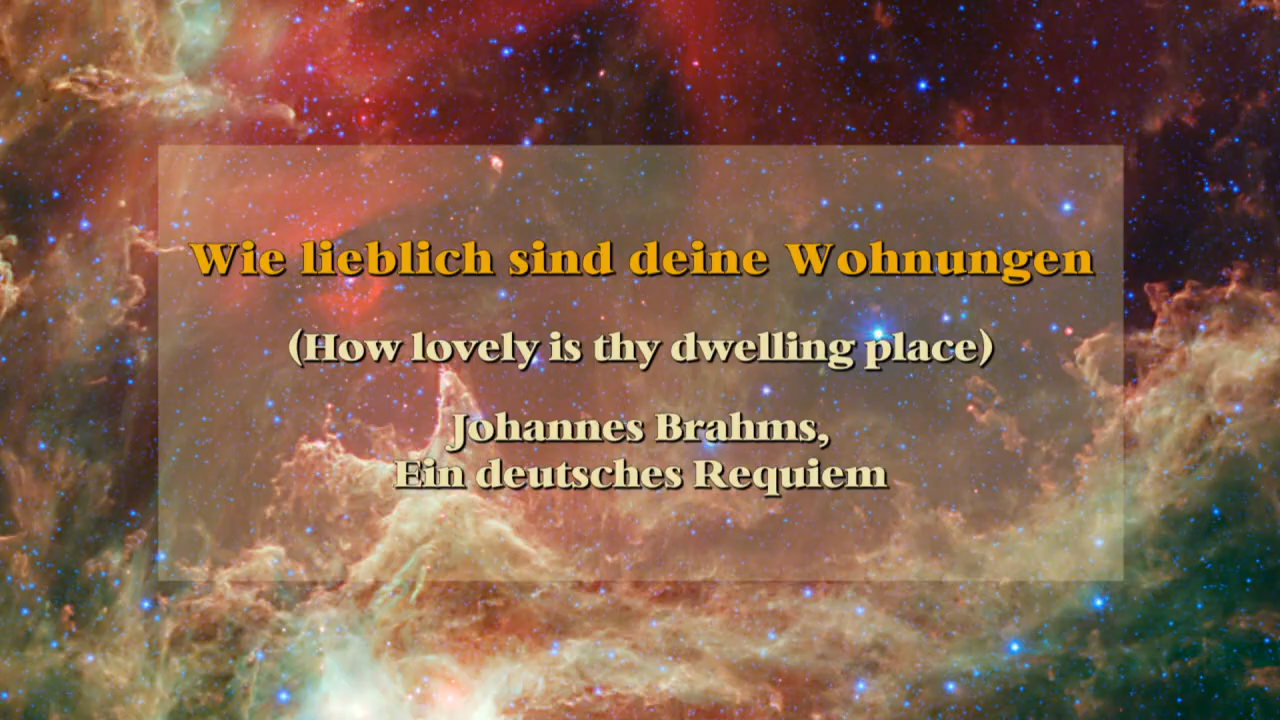 Wie lieblich sind deine Wohnungen
(How lovely is thy dwelling place)
Johannes Brahms,
Ein deutsches Requiem